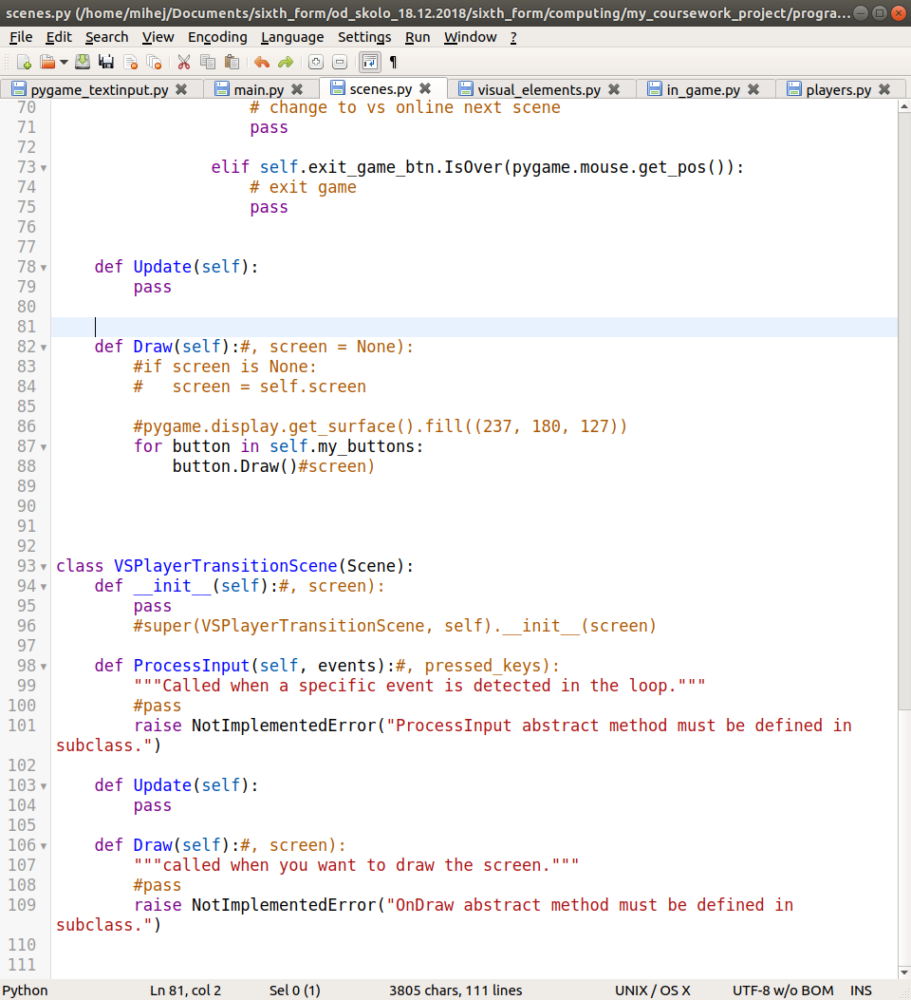 scenes.py (/home/mihej/Documents/sixth_form/od_skolo_18.12.2018/sixth_form/computing/my_coursework_project/progra...
File Edit Search View Encoding Language Settings Run Window ?
pygame_textinput.py main.py scenes.py visual_elements.py in_game.py players.py
70                     # change to vs online next scene
71                     pass
72
73                 elif self.exit_game_btn.IsOver(pygame.mouse.get_pos()):
74                     # exit game
75                     pass
76
77
78     def Update(self):
79         pass
80
81
82     def Draw(self):#, screen = None):
83         #if screen is None:
84         #   screen = self.screen
85
86         #pygame.display.get_surface().fill((237, 180, 127))
87         for button in self.my_buttons:
88             button.Draw()#screen)
89
90
91
92
93 class VSPlayerTransitionScene(Scene):
94     def __init__(self):#, screen):
95         pass
96         #super(VSPlayerTransitionScene, self).__init__(screen)
97
98     def ProcessInput(self, events):#, pressed_keys):
99         """Called when a specific event is detected in the loop."""
100         #pass
101         raise NotImplementedError("ProcessInput abstract method must be defined in
subclass.")
102
103     def Update(self):
104         pass
105
106     def Draw(self):#, screen):
107         """called when you want to draw the screen."""
108         #pass
109         raise NotImplementedError("OnDraw abstract method must be defined in
subclass.")
110
111
Python Ln 81, col 2 Sel 0 (1) 3805 chars, 111 lines UNIX / OS X UTF-8 w/o BOM INS